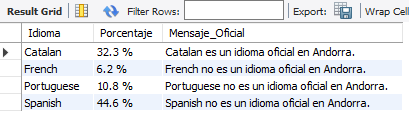 Result Grid Filter Rows: Export: Wrap Cell
Idioma Porcentaje Mensaje_Oficial
Catalan 32.3 % Catalan es un idioma oficial en Andorra.
French 6.2 % French no es un idioma oficial en Andorra.
Portuguese 10.8 % Portuguese no es un idioma oficial en Andorra.
Spanish 44.6 % Spanish no es un idioma oficial en Andorra.